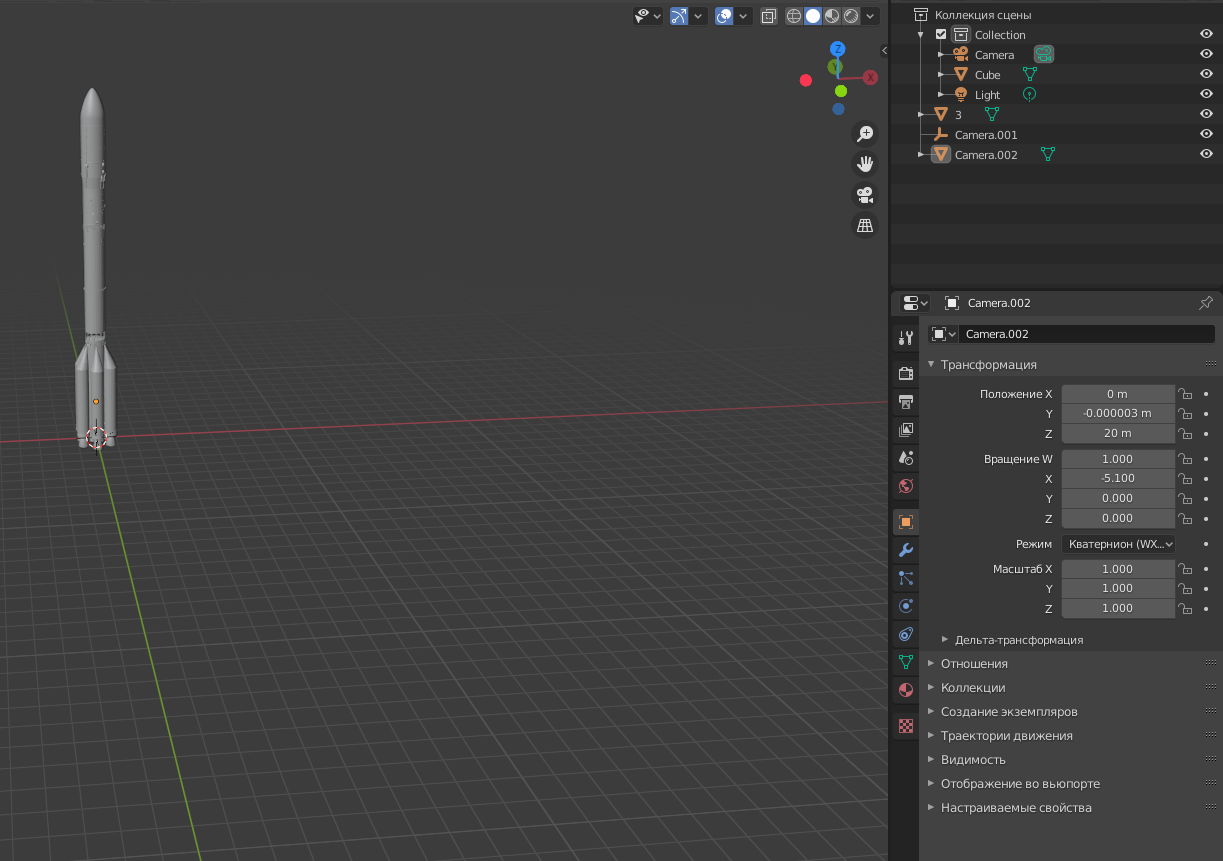 Коллекция сцены
Collection
Camera
Cube
Light
3
Camera.001
Camera.002
Z
Y
X
Camera.002
Camera.002
Трансформация
Положение X 0 m
Y -0.000003 m
Z 20 m
Вращение W 1.000
X -5.100
Y 0.000
Z 0.000
Режим Кватернион (WX...
Масштаб X 1.000
Y 1.000
Z 1.000
Дельта-трансформация
Отношения
Коллекции
Создание экземпляров
Траектории движения
Видимость
Отображение во вьюпорте
Настраиваемые свойства